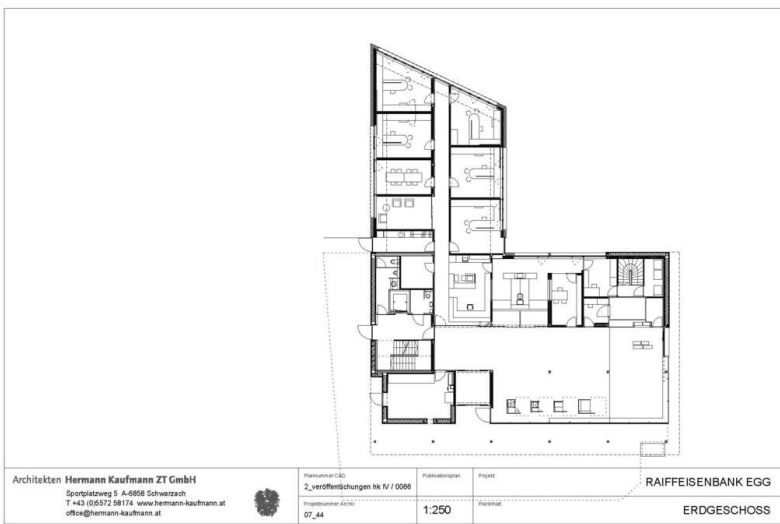 Architekten Hermann Kaufmann ZT GmbH
Sportplatzweg 5 A-6858 Schwarzach
T +43 (0)5572 58174 www.hermann-kaufmann.at
office@hermann-kaufmann.at
Plannummer CAD
2_veröffentlichungen hk IV / 0066
Projektnummer Archiv
07_44
Publikationsplan
1:250
Projekt
RAIFFEISENBANK EGG
Planinhalt
ERDGESCHOSS